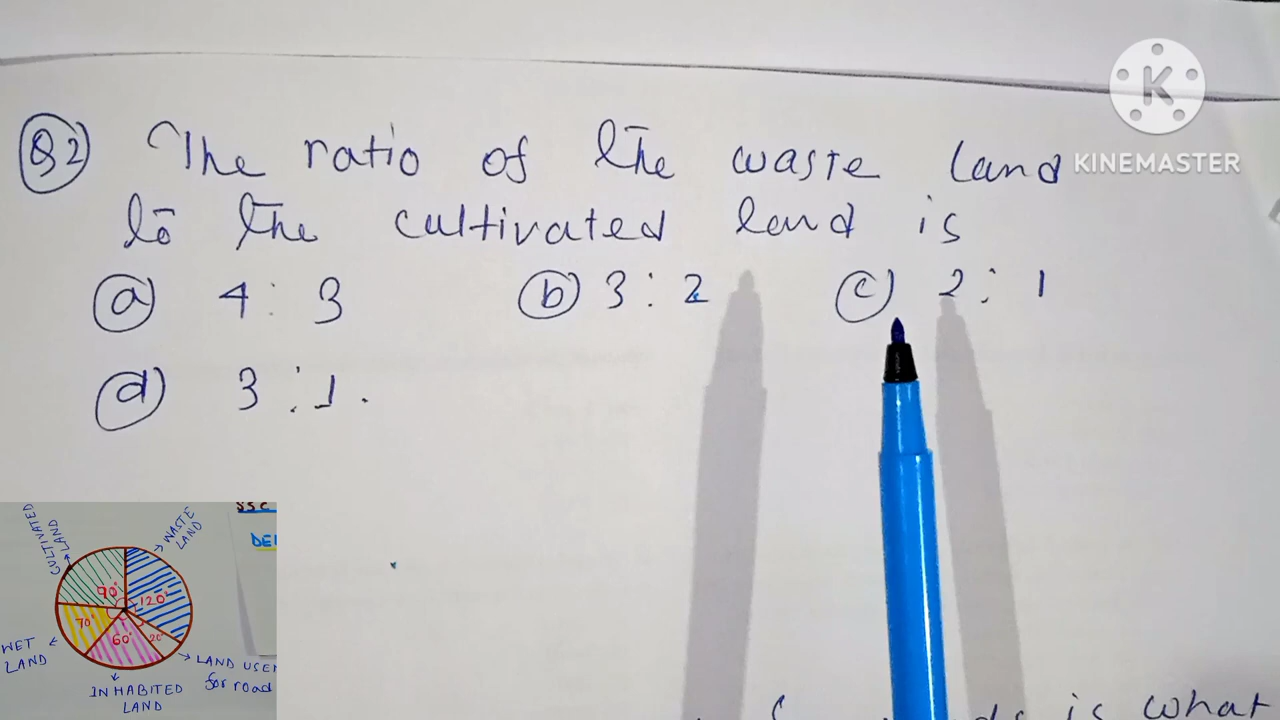 Q2) The ratio of the waste land
to the cultivated land is
(a) 4 : 3 (b) 3 : 2 (c) 2 : 1
(d) 3 : 1.
K
KINEMASTER
SSC
CULTIVATED
LAND
WASTE
LAND
90°
120°
70°
60°
20°
WET
LAND
INHABITED
LAND
LAND USE
for road
is what